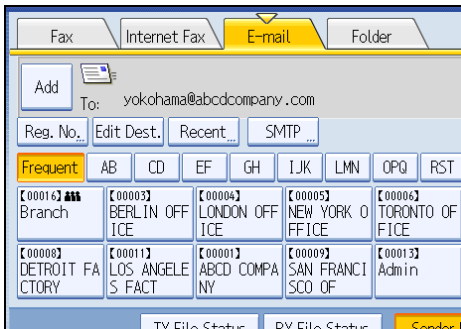 Fax Internet Fax E-mail Folder
Add To: yokohama@abcdcompany.com
Reg. No. Edit Dest. Recent SMTP
Frequent AB CD EF GH IJK LMN OPQ RST
【00016】 【00003】 【00004】 【00005】 【00006】
Branch BERLIN OFF LONDON OFF NEW YORK O TORONTO OF
ICE ICE FFICE FICE
【00008】 【00011】 【00001】 【00009】 【00013】
DETROIT FA LOS ANGELE ABCD COMPA SAN FRANCI Admin
CTORY S FACT NY SCO OF
TX File Status RX File Status Sender